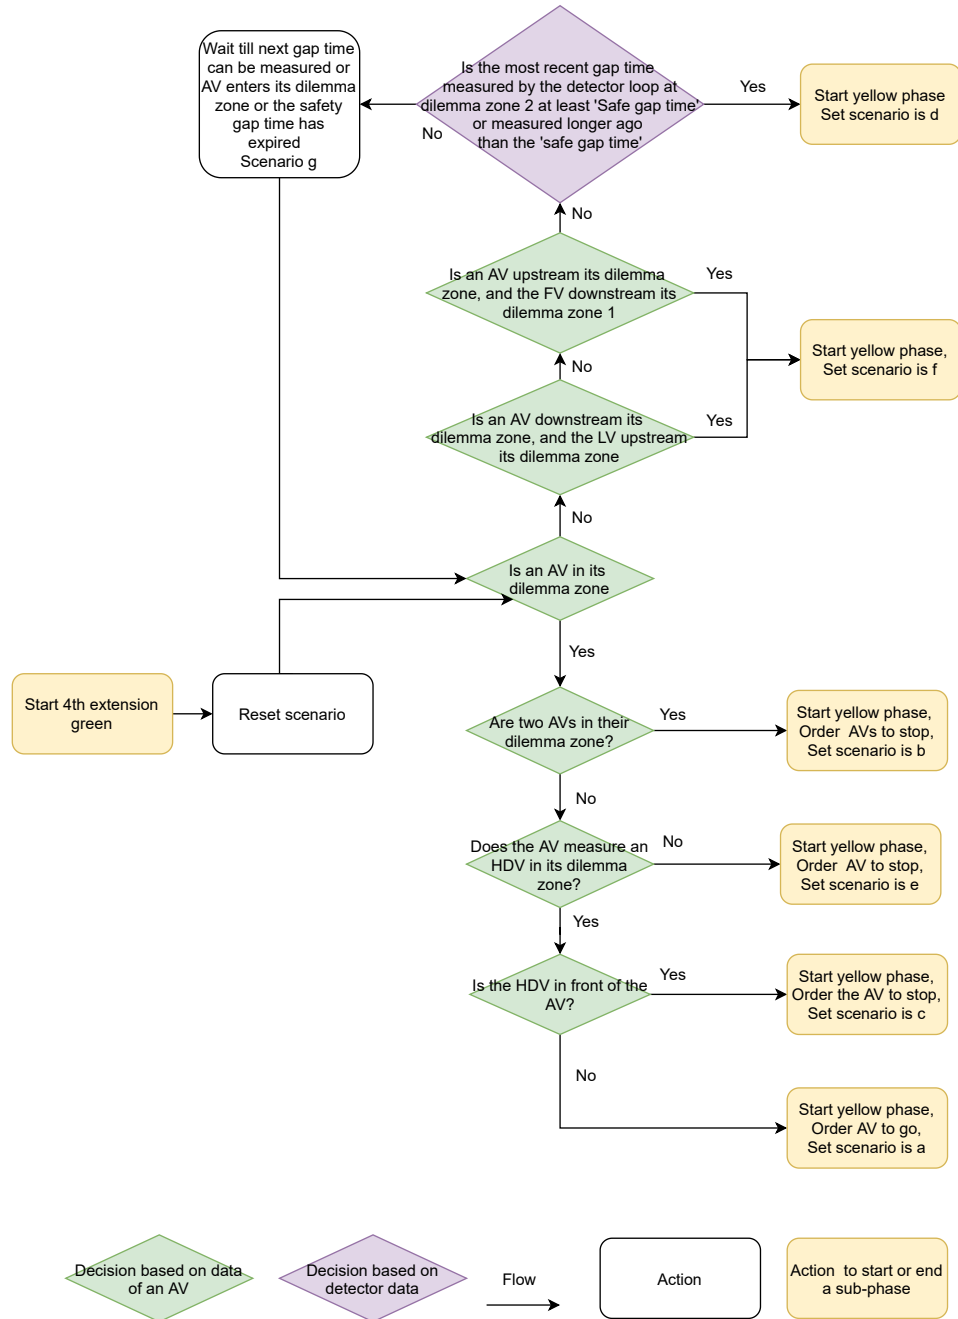 Wait till next gap time
can be measured or
AV enters its dilemma
zone or the safety
gap time has
expired
Scenario g
Is the most recent gap time
measured by the detector loop at
dilemma zone 2 at least 'Safe gap time'
or measured longer ago
than the 'safe gap time'
Yes
No
Start yellow phase
Set scenario is d
No
Is an AV upstream its dilemma
zone, and the FV downstream its
dilemma zone 1
Yes
Start yellow phase,
Set scenario is f
No
Is an AV downstream its
dilemma zone, and the LV upstream
its dilemma zone
Yes
No
Is an AV in its
dilemma zone
Yes
Start 4th extension
green
Reset scenario
Are two AVs in their
dilemma zone?
Yes
Start yellow phase,
Order  AVs to stop,
Set scenario is b
No
Does the AV measure an
HDV in its dilemma
zone?
No
Start yellow phase,
Order  AV to stop,
Set scenario is e
Yes
Is the HDV in front of the
AV?
Yes
Start yellow phase,
Order the AV to stop,
Set scenario is c
No
Start yellow phase,
Order AV to go,
Set scenario is a
Decision based on data
of an AV
Decision based on
detector data
Flow
Action
Action  to start or end
a sub-phase